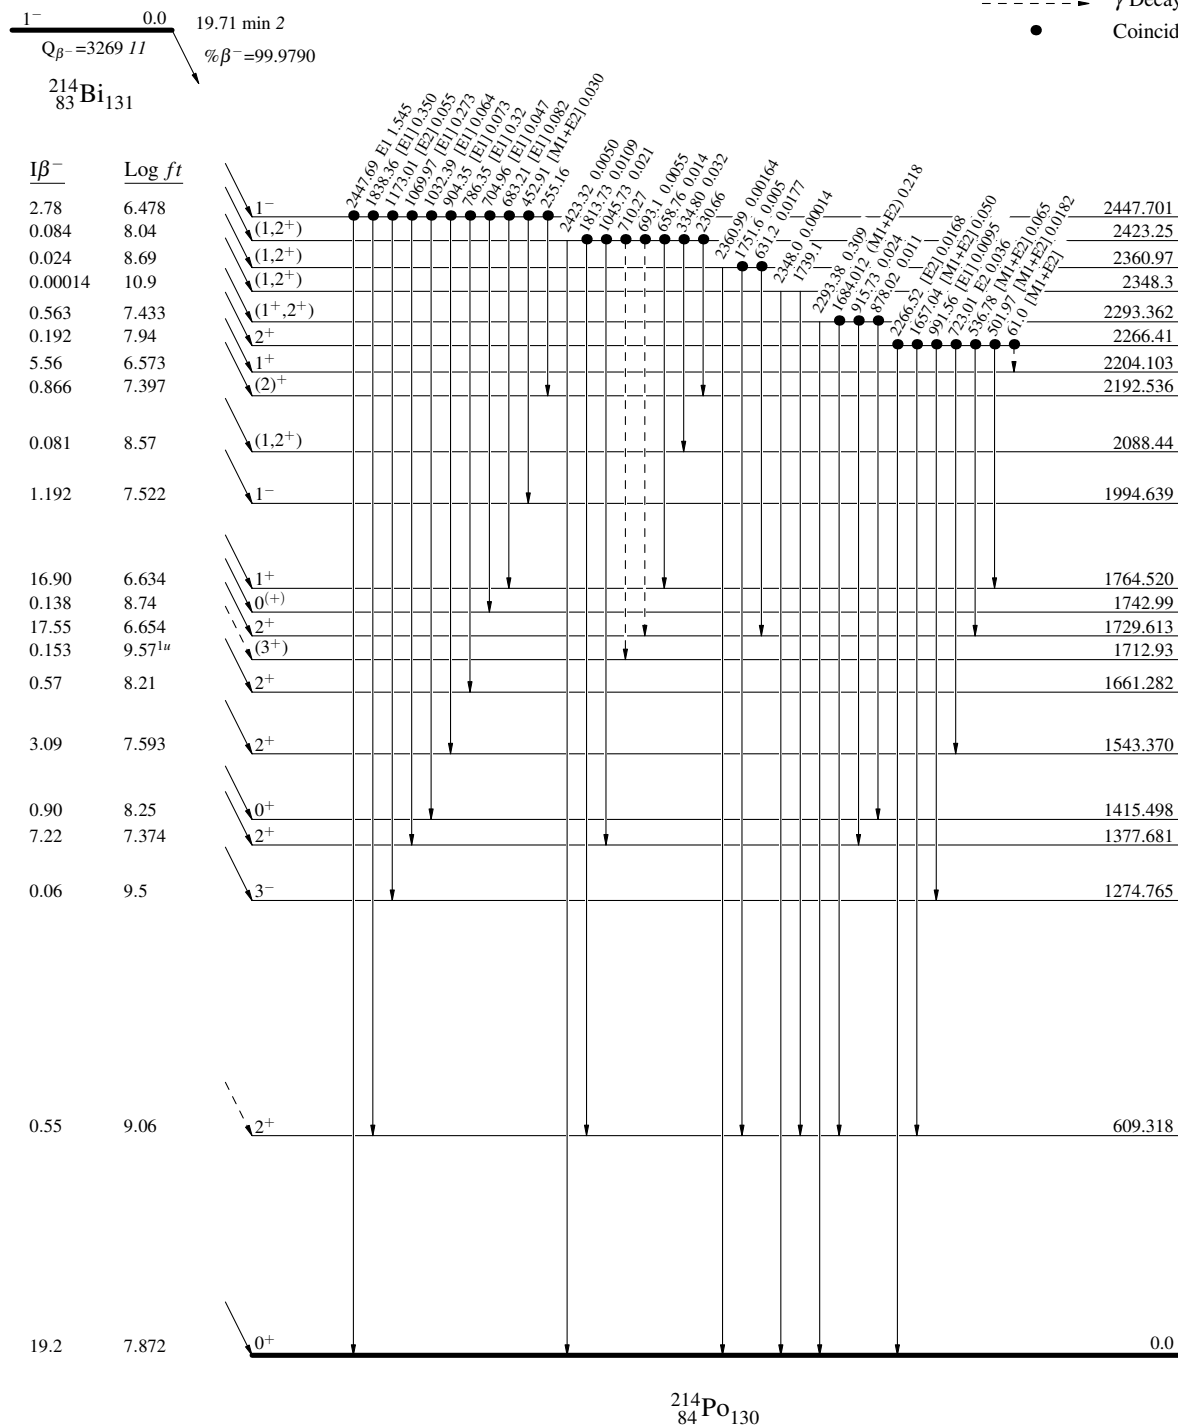 1− 0.0 19.71 min 2
γ Decay
Coincid
Qβ−=3269 11
%β−=99.9790
214 83 Bi 131
Iβ− Log ft
2447.69 E1 1.545
1838.36 [E1] 0.350
1173.01 [E2] 0.055
1069.97 [E1] 0.273
1032.39 [E1] 0.064
904.35 [E1] 0.073
786.35 [E1] 0.32
704.96 [E1] 0.047
683.21 [E1] 0.082
452.91 [M1+E2] 0.030
255.16
2423.32 0.0050
1813.73 0.0109
1045.73 0.021
710.27
693.1 0.0055
658.76 0.014
334.80 0.032
230.66
2360.99 0.000164
1751.6 0.005
631.2 0.0177
2348.0 0.00014
1739.1
2293.38 0.309
1684.012 (M1+E2) 0.218
915.73 0.024
878.02 0.011
2266.52 [E2] 0.0168
1657.04 [M1+E2] 0.050
991.56 [E1] 0.0095
723.01 E2 0.036
536.78 [M1+E2] 0.065
501.97 [M1+E2] 0.0182
61.0 [M1+E2]
2.78 6.478 1− 2447.701
0.084 8.04 (1,2+) 2423.25
0.024 8.69 (1,2+) 2360.97
0.00014 10.9 (1,2+) 2348.3
0.563 7.433 (1+,2+) 2293.362
0.192 7.94 2+ 2266.41
5.56 6.573 1+ 2204.103
0.866 7.397 (2)+ 2192.536
0.081 8.57 (1,2+) 2088.44
1.192 7.522 1− 1994.639
16.90 6.634 1+ 1764.520
0.138 8.74 0(+) 1742.99
17.55 6.654 2+ 1729.613
0.153 9.57 1u (3+) 1712.93
0.57 8.21 2+ 1661.282
3.09 7.593 2+ 1543.370
0.90 8.25 0+ 1415.498
7.22 7.374 2+ 1377.681
0.06 9.5 3− 1274.765
0.55 9.06 2+ 609.318
19.2 7.872 0+ 0.0
214 84 Po 130